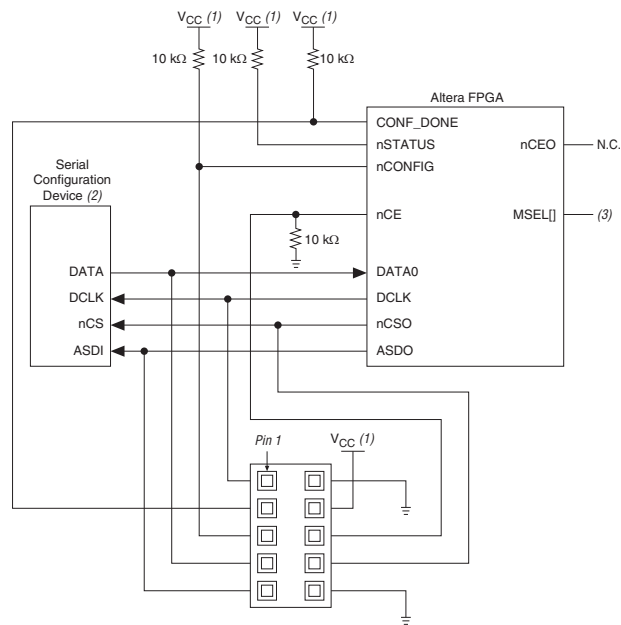 VCC (1) VCC (1) VCC (1)
10 kΩ 10 kΩ 10 kΩ
Altera FPGA
CONF_DONE
nSTATUS nCEO N.C.
nCONFIG
Serial
Configuration
Device (2)
nCE MSEL[] (3)
10 kΩ
DATA DATA0
DCLK DCLK
nCS nCSO
ASDI ASDO
Pin 1 VCC (1)